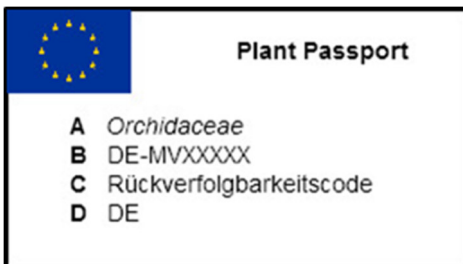 Plant Passport
A Orchidaceae
B DE-MVXXXXX
C Rückverfolgbarkeitscode
D DE